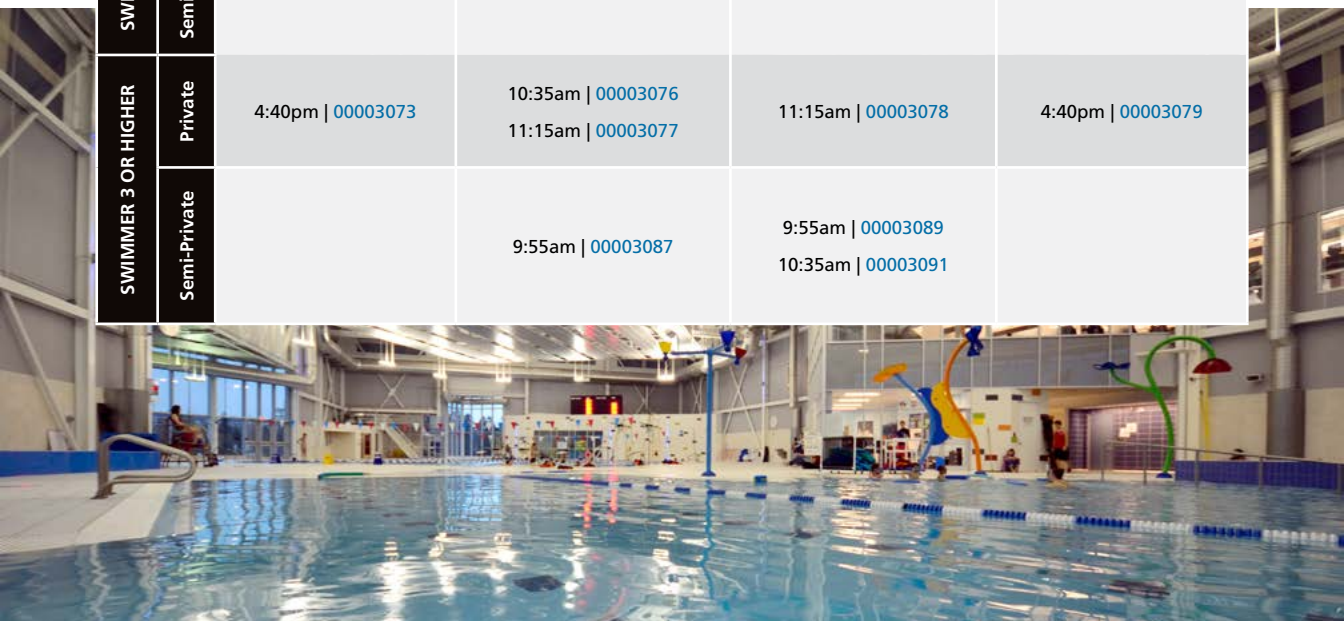 SWIMMER 3 OR HIGHER
Private
4:40pm | 00003073
10:35am | 00003076
11:15am | 00003077
11:15am | 00003078
4:40pm | 00003079
Semi-Private
9:55am | 00003087
9:55am | 00003089
10:35am | 00003091